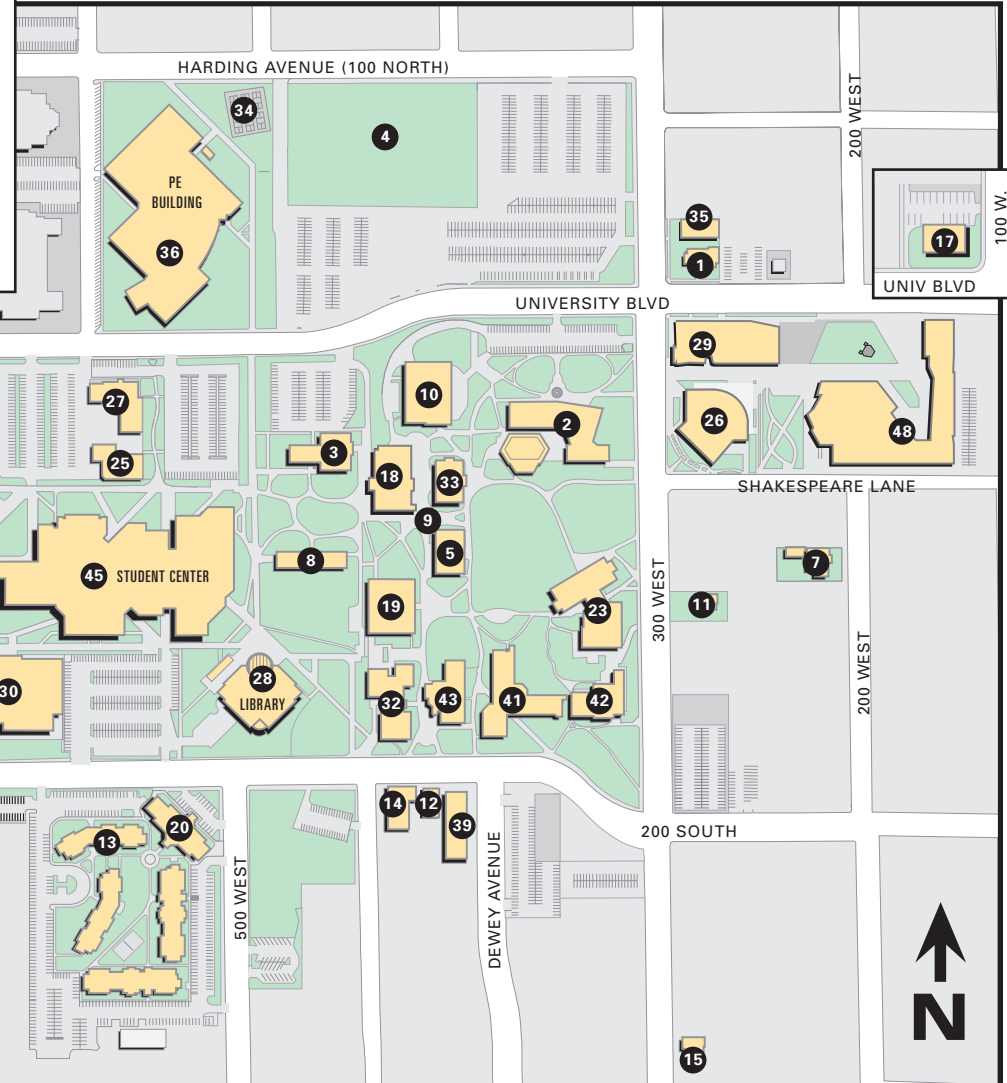 HARDING AVENUE (100 NORTH)
34
4
200 WEST
PE
BUILDING
36
35
1
17
100 W.
UNIV BLVD
UNIVERSITY BLVD
29
27
10
2
26
48
25
3
18
33
SHAKESPEARE LANE
9
5
8
7
45 STUDENT CENTER
19
23
11
300 WEST
200 WEST
30
28
LIBRARY
32
43
41
42
14
12
39
20
13
200 SOUTH
500 WEST
DEWEY AVENUE
N
15